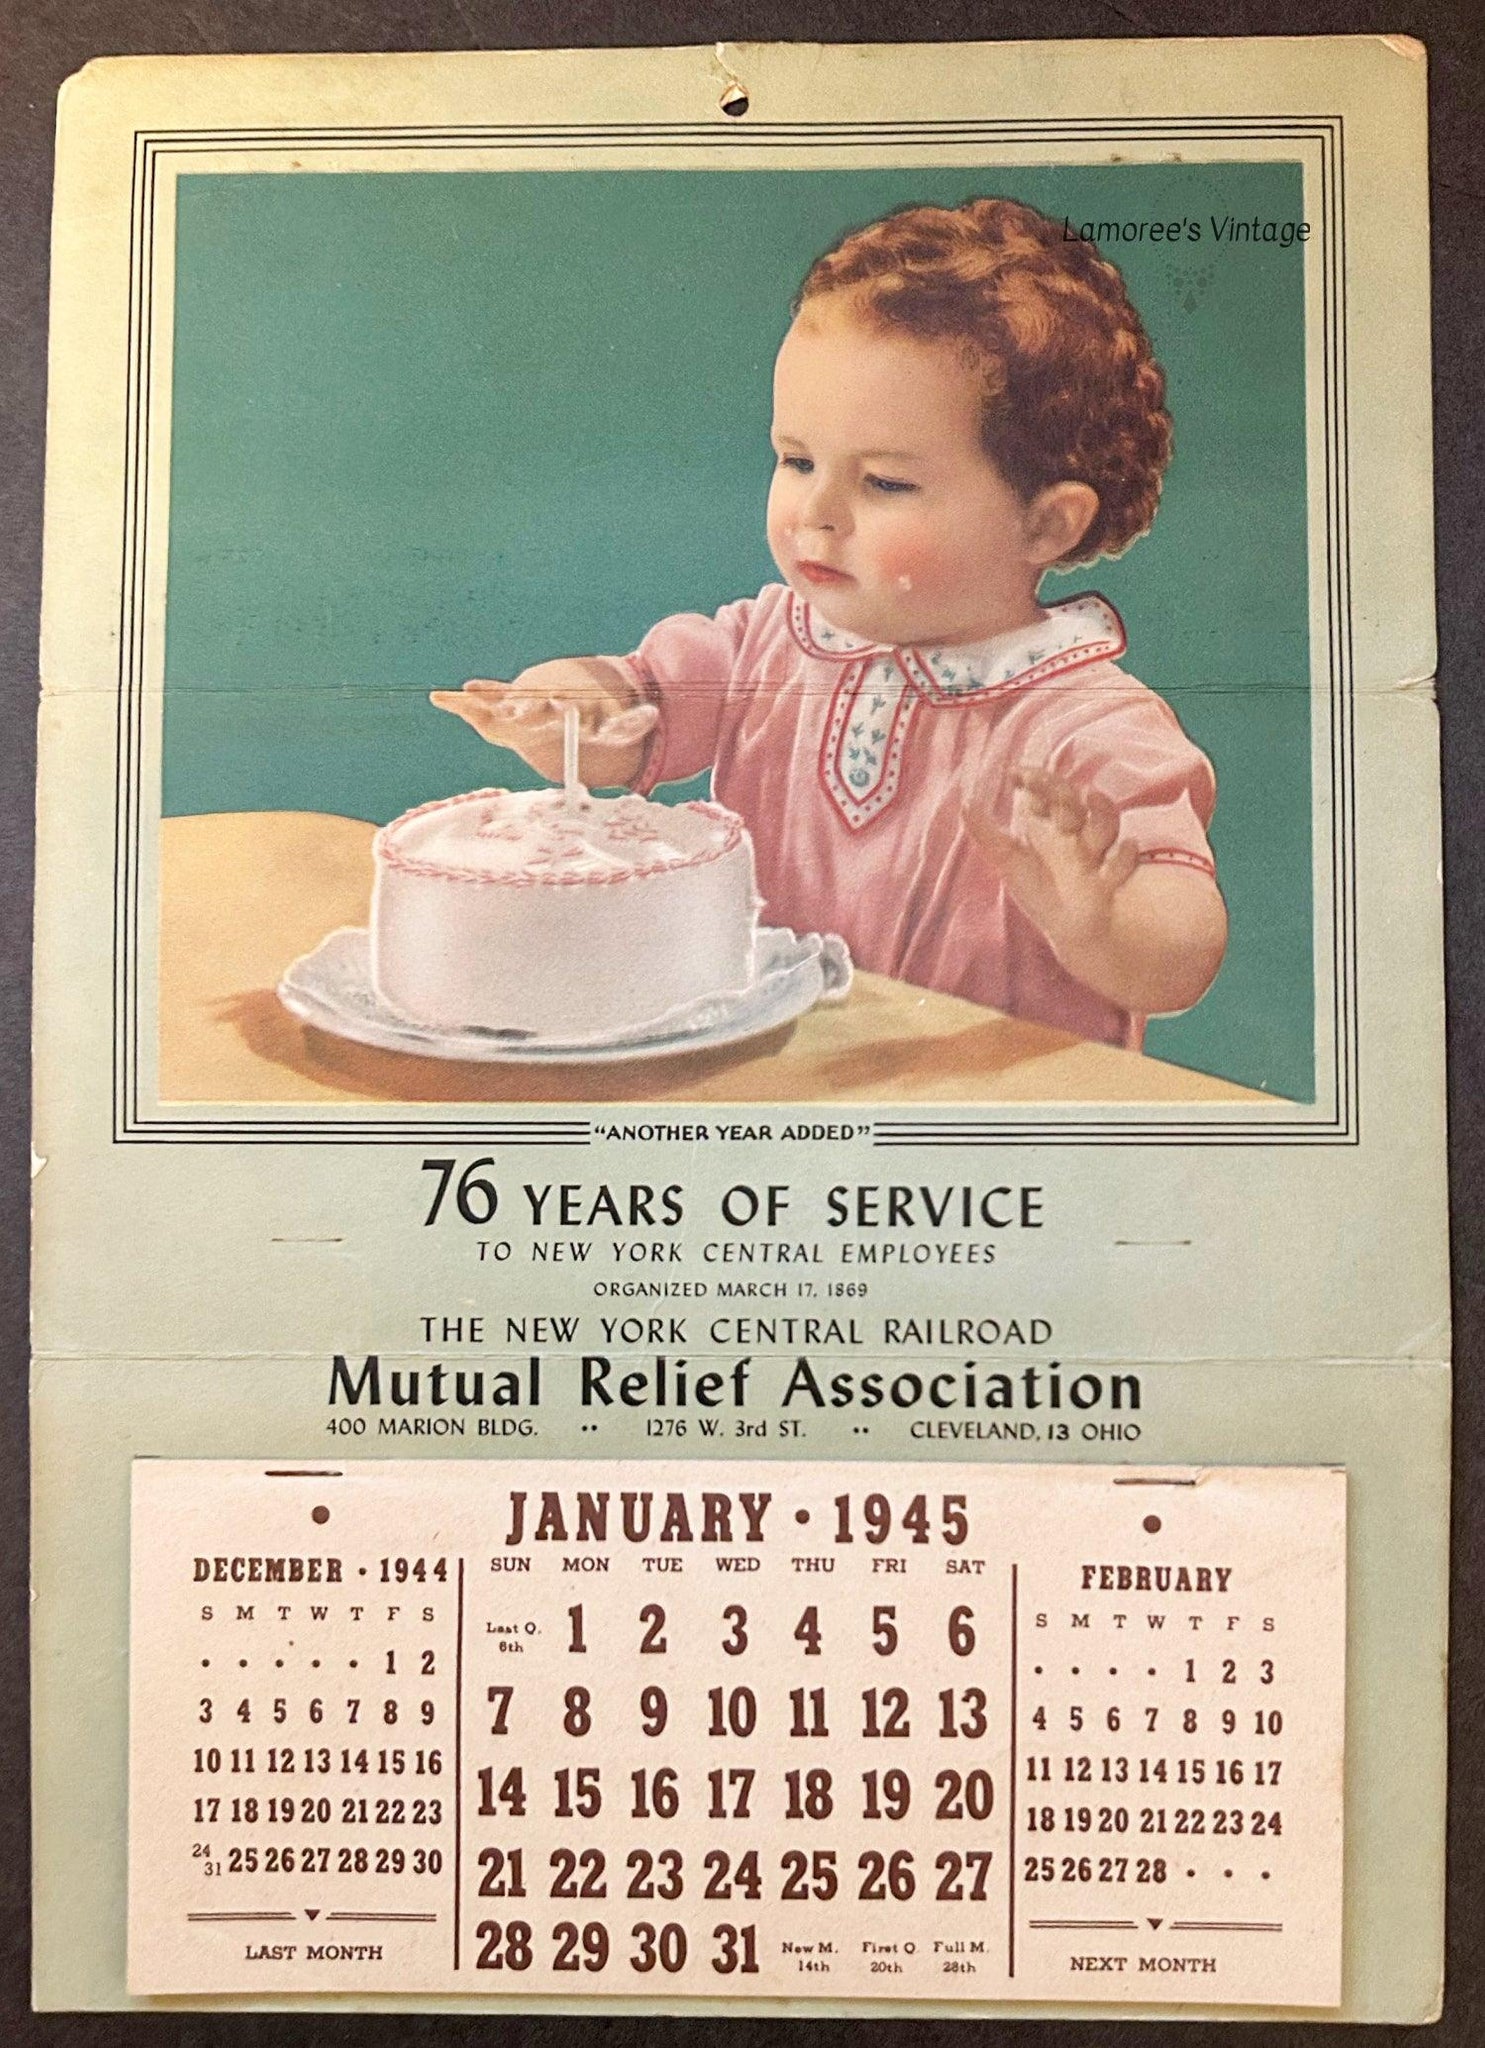 Lamoree's Vintage
"ANOTHER YEAR ADDED"
76 YEARS OF SERVICE
TO NEW YORK CENTRAL EMPLOYEES
ORGANIZED MARCH 17, 1869
THE NEW YORK CENTRAL RAILROAD
Mutual Relief Association
400 MARION BLDG. •• 1276 W. 3rd ST. •• CLEVELAND, 13 OHIO
JANUARY • 1945
SUN MON TUE WED THU FRI SAT
Last Q. 6th 1 2 3 4 5 6
7 8 9 10 11 12 13
14 15 16 17 18 19 20
21 22 23 24 25 26 27
28 29 30 31 New M. 14th First Q. 20th Full M. 28th
DECEMBER • 1944
S M T W T F S
• • • • • 1 2
3 4 5 6 7 8 9
10 11 12 13 14 15 16
17 18 19 20 21 22 23
24/31 25 26 27 28 29 30
LAST MONTH
FEBRUARY
S M T W T F S
• • • • 1 2 3
4 5 6 7 8 9 10
11 12 13 14 15 16 17
18 19 20 21 22 23 24
25 26 27 28 • • •
NEXT MONTH